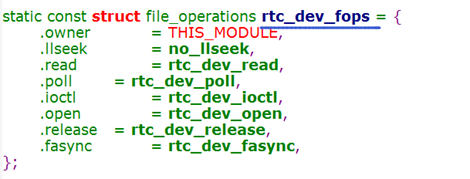 static const struct file_operations rtc_dev_fops = {
.owner = THIS_MODULE,
.llseek = no_llseek,
.read = rtc_dev_read,
.poll = rtc_dev_poll,
.ioctl = rtc_dev_ioctl,
.open = rtc_dev_open,
.release = rtc_dev_release,
.fasync = rtc_dev_fasync,
};